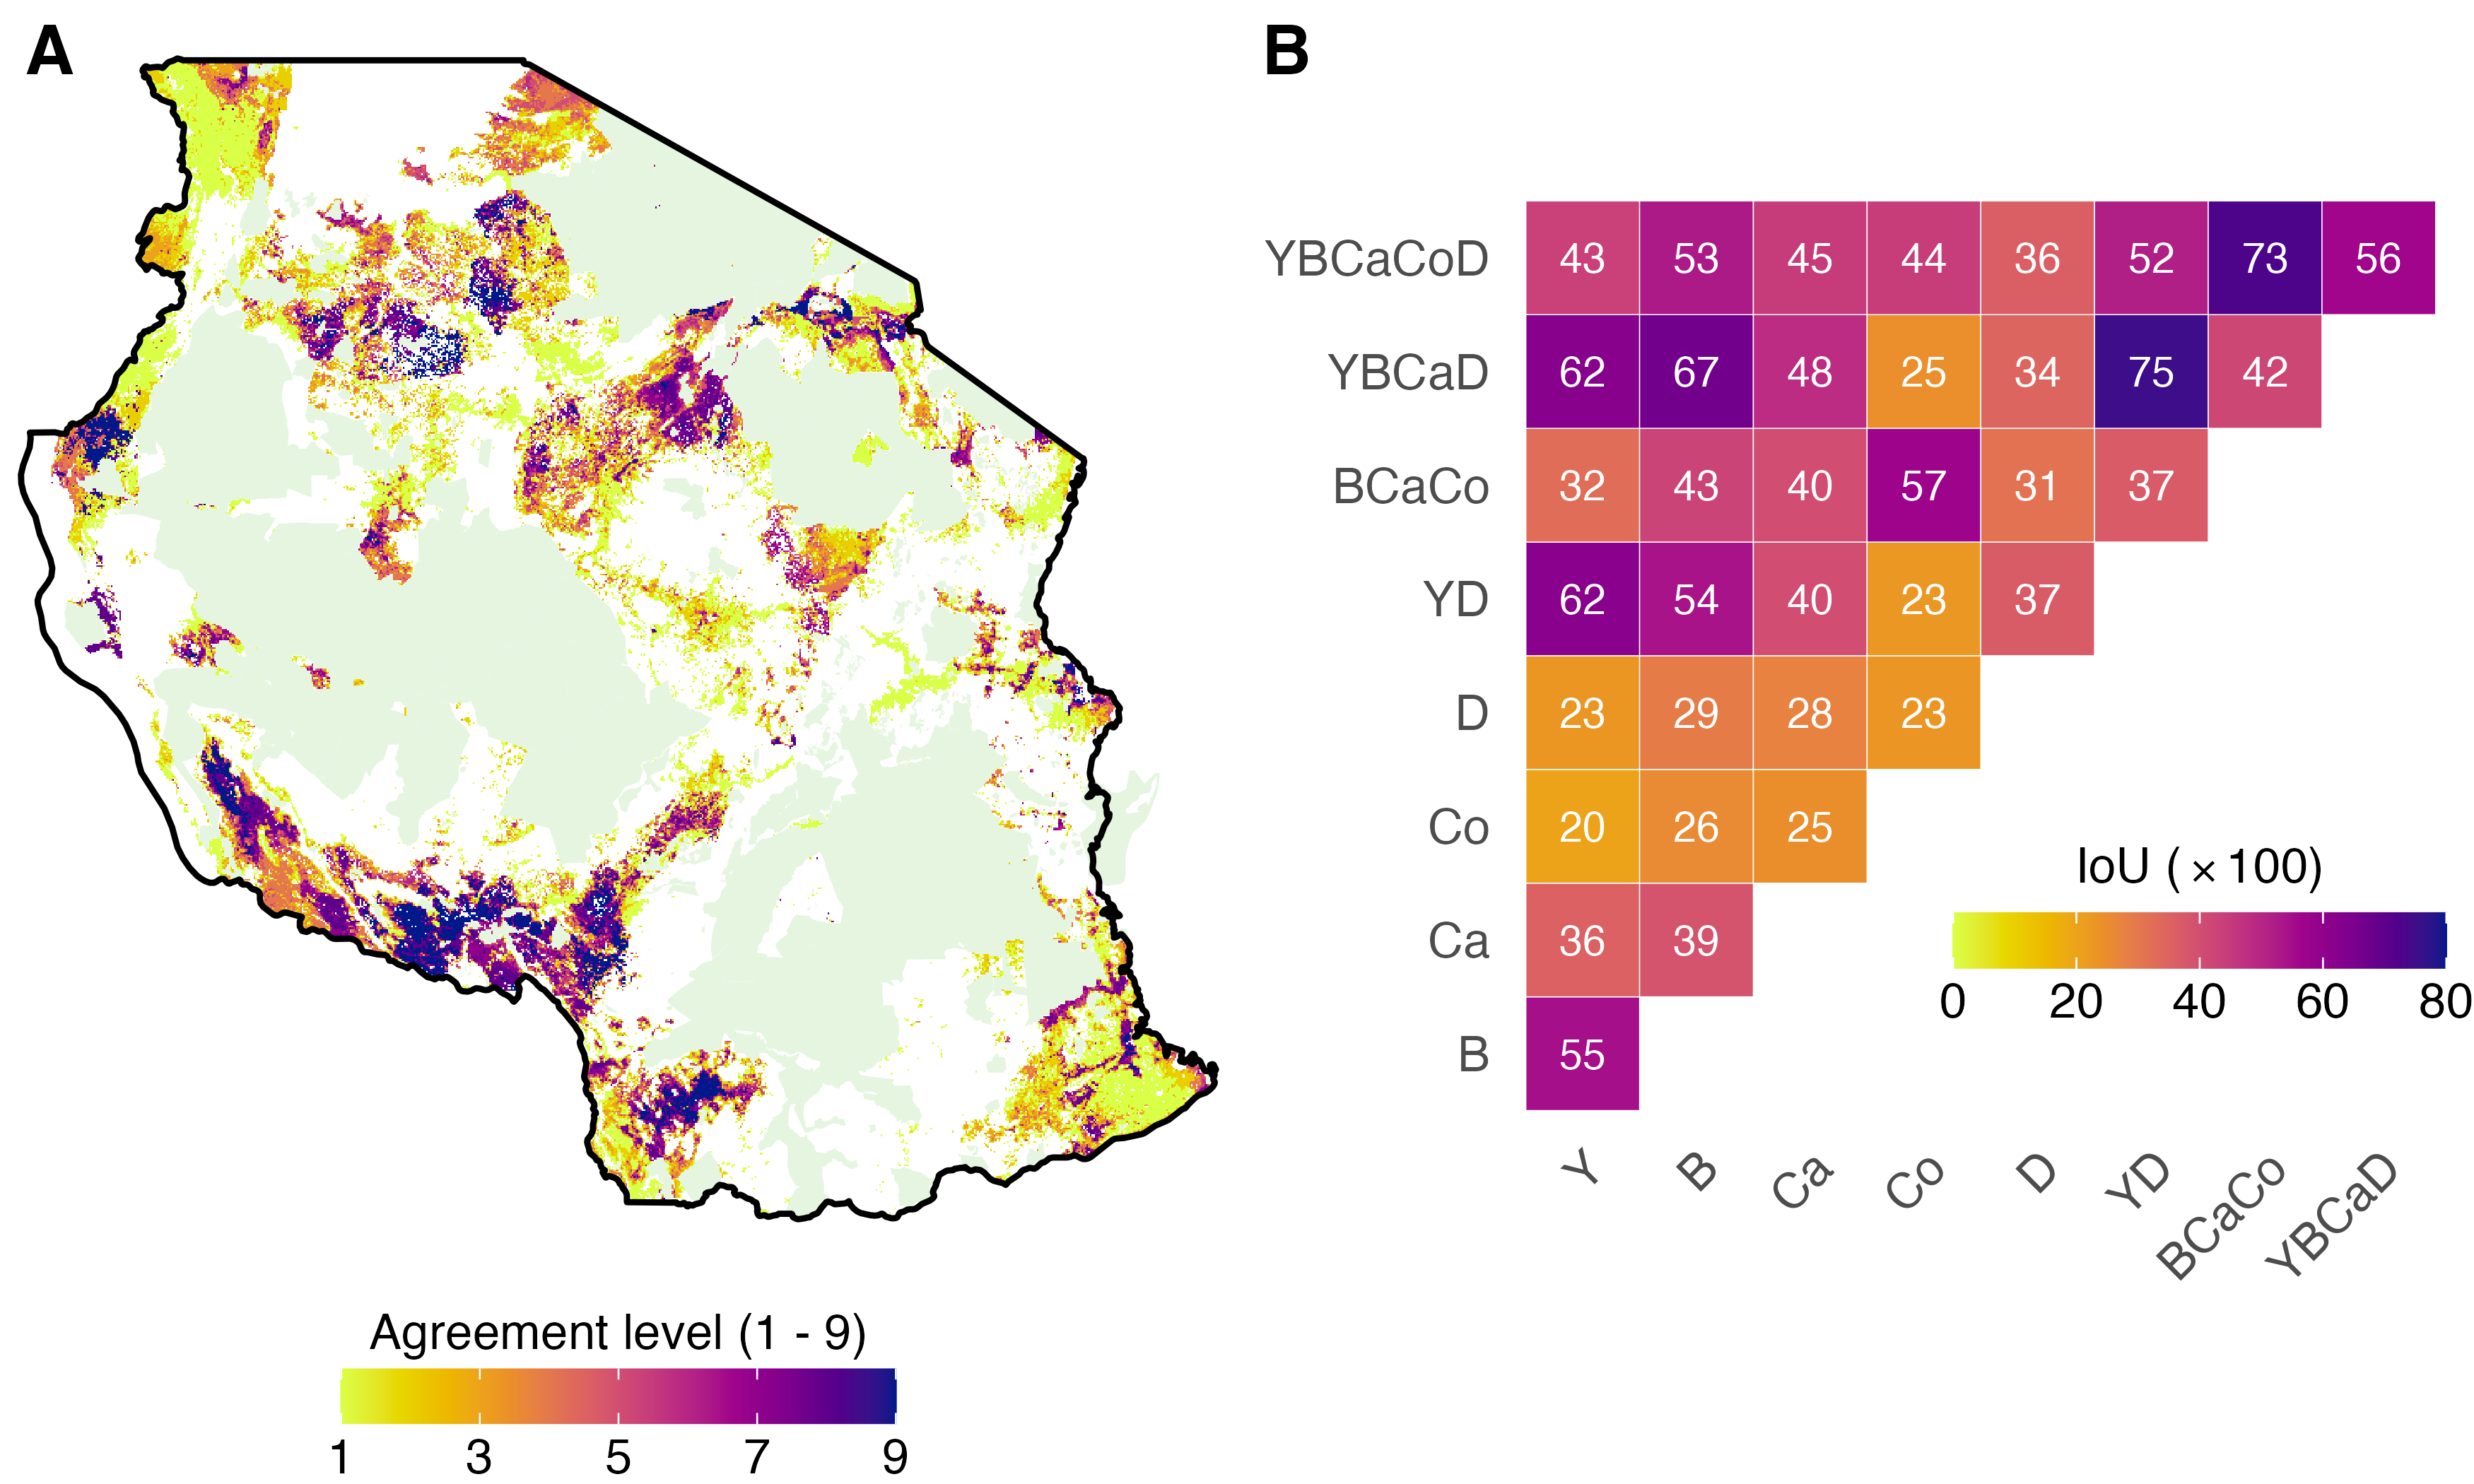 A
Agreement level (1 - 9)
1 3 5 7 9
B
YBCaCoD 43 53 45 44 36 52 73 56
YBCaD 62 67 48 25 34 75 42
BCaCo 32 43 40 57 31 37
YD 62 54 40 23 37
D 23 29 28 23
Co 20 26 25
Ca 36 39
B 55
Y B Ca Co D YD BCaCo YBCaD
IoU (×100)
0 20 40 60 80